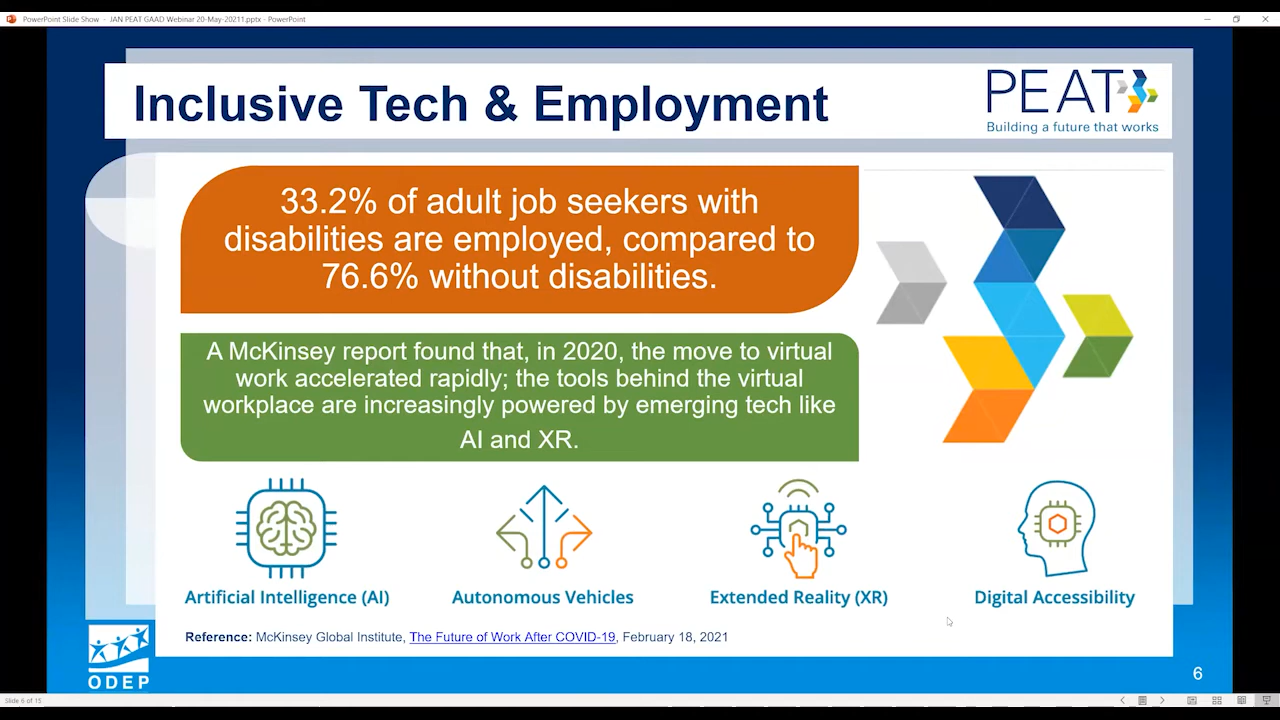 PowerPoint Slide Show - JAN PEAT GAAD Webinar 20-May-20211.pptx - PowerPoint
Inclusive Tech & Employment
PEAT
Building a future that works
33.2% of adult job seekers with
disabilities are employed, compared to
76.6% without disabilities.
A McKinsey report found that, in 2020, the move to virtual
work accelerated rapidly; the tools behind the virtual
workplace are increasingly powered by emerging tech like
AI and XR.
Artificial Intelligence (AI)
Autonomous Vehicles
Extended Reality (XR)
Digital Accessibility
Reference: McKinsey Global Institute, The Future of Work After COVID-19, February 18, 2021
ODEP
6
Slide 6 of 15